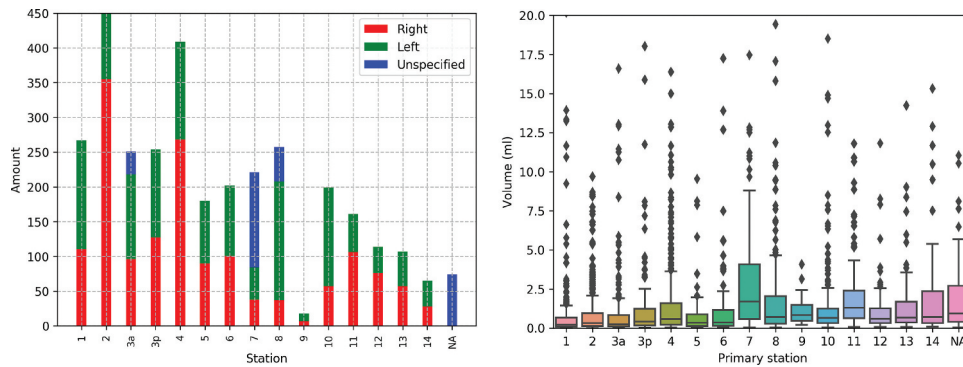 450
400
350
300
250
200
150
100
50
0
Amount
Right
Left
Unspecified
1 2 3a 3p 4 5 6 7 8 9 10 11 12 13 14 NA
Station
20.0
17.5
15.0
12.5
10.0
7.5
5.0
2.5
0.0
Volume (ml)
1 2 3a 3p 4 5 6 7 8 9 10 11 12 13 14 NA
Primary station